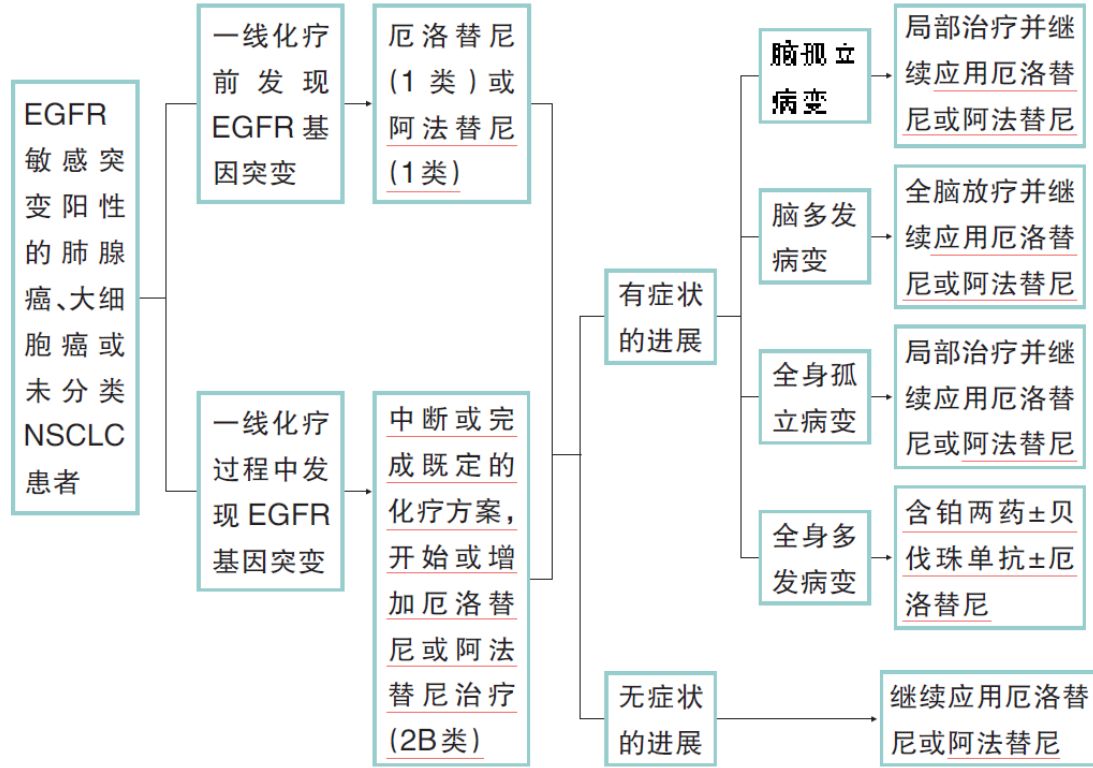 EGFR
敏感突
变阳性
的肺腺
癌、大细
胞癌或
未分类
NSCLC
患者
一线化疗
前发现
EGFR基
因突变
厄洛替尼
(1类)或
阿法替尼
(1类)
一线化疗
过程中发
现EGFR
基因突变
中断或完
成既定的
化疗方案，
开始或增
加厄洛替
尼或阿法
替尼治疗
(2B类)
有症状
的进展
脑孤立
病变
局部治疗并继
续应用厄洛替
尼或阿法替尼
脑多发
病变
全脑放疗并继
续应用厄洛替
尼或阿法替尼
全身孤
立病变
局部治疗并继
续应用厄洛替
尼或阿法替尼
全身多
发病变
含铂两药±贝
伐珠单抗±厄
洛替尼
无症状
的进展
继续应用厄洛替
尼或阿法替尼